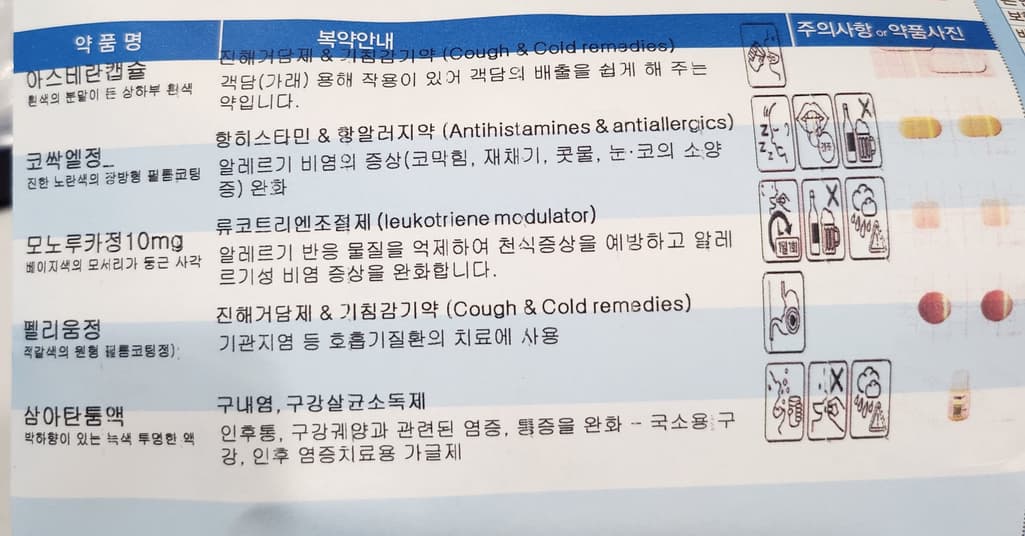 약 품 명 복약안내 주의사항 or 약품사진
아스테란캡슐
흰색의 분말이 든 상하부 흰색
진해거담제 & 기침감기약 (Cough & Cold remedies)
객담(가래) 용해 작용이 있어 객담의 배출을 쉽게 해 주는
약입니다.
코싹엘정_
진한 노란색의 장방형 필름코팅
항히스타민 & 항알러지약 (Antihistamines & antiallergics)
알레르기 비염의 증상(코막힘, 재채기, 콧물, 눈·코의 소양
증) 완화
모노루카정10mg
베이지색의 모서리가 둥근 사각
류코트리엔조절제 (leukotriene modulator)
알레르기 반응 물질을 억제하여 천식증상을 예방하고 알레
르기성 비염 증상을 완화합니다.
펠리움정
적갈색의 원형 필름코팅정)
진해거담제 & 기침감기약 (Cough & Cold remedies)
기관지염 등 호흡기질환의 치료에 사용
삼아탄툼액
박하향이 있는 녹색 투명한 액
구내염, 구강살균소독제
인후통, 구강궤양과 관련된 염증, 통증을 완화 - 국소용:구
강, 인후 염증치료용 가글제